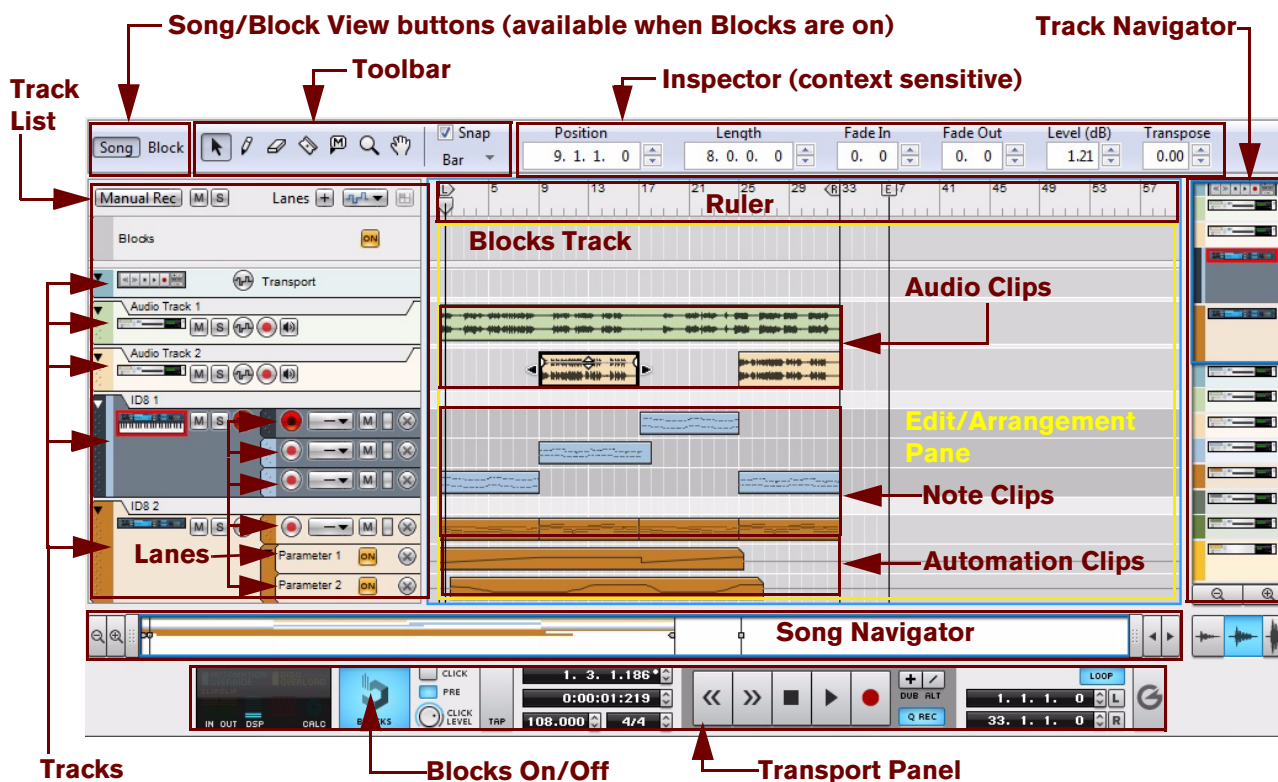 Song/Block View buttons (available when Blocks are on)
Track Navigator
Toolbar
Inspector (context sensitive)
Track
List
Song Block
Snap
Bar
Position
9. 1. 1. 0
Length
8. 0. 0. 0
Fade In
0. 0
Fade Out
0. 0
Level (dB)
1.21
Transpose
0.00
Manual Rec M S Lanes
L 5 9 13 17 21 25 29 R 33 E 37 41 45 49 53 57
Ruler
Blocks ON
Blocks Track
Transport
Audio Clips
Audio Track 1
M S
Audio Track 2
M S
ID8 1
M S M
M
M
Edit/Arrangement
Pane
Note Clips
ID8 2
M S M
Lanes
Parameter 1 ON
Automation Clips
Parameter 2 ON
Song Navigator
IN OUT DSP CALC
BLOCKS
CLICK
PRE
CLICK
LEVEL
TAP
1. 3. 1.186
0:00:01:219
108.000 4/4
DUB ALT
Q REC
LOOP
1. 1. 1. 0 L
33. 1. 1. 0 R
Tracks
Blocks On/Off
Transport Panel